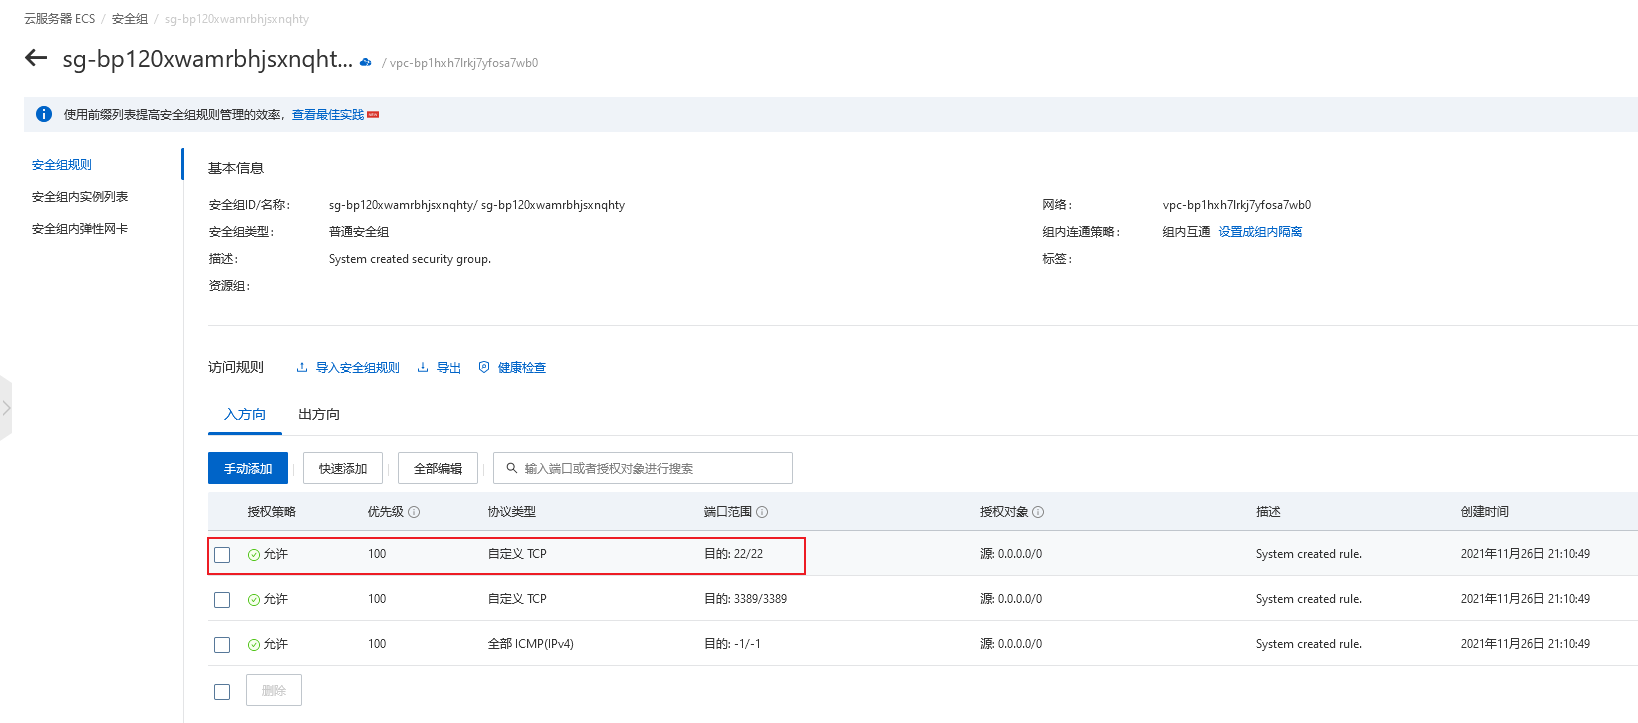 云服务器 ECS / 安全组 / sg-bp120xwamrbhjsxnqhty
sg-bp120xwamrbhjsxnqht... / vpc-bp1hxh7lrkj7yfosa7wb0
使用前缀列表提高安全组规则管理的效率，查看最佳实践 NEW
安全组规则
安全组内实例列表
安全组内弹性网卡
基本信息
安全组ID/名称： sg-bp120xwamrbhjsxnqhty/ sg-bp120xwamrbhjsxnqhty 网络： vpc-bp1hxh7lrkj7yfosa7wb0
安全组类型： 普通安全组 组内连通策略： 组内互通 设置成组内隔离
描述： System created security group. 标签：
资源组：
访问规则 导入安全组规则 导出 健康检查
入方向 出方向
手动添加 快速添加 全部编辑 输入端口或者授权对象进行搜索
授权策略 优先级 协议类型 端口范围 授权对象 描述 创建时间
允许 100 自定义 TCP 目的: 22/22 源: 0.0.0.0/0 System created rule. 2021年11月26日 21:10:49
允许 100 自定义 TCP 目的: 3389/3389 源: 0.0.0.0/0 System created rule. 2021年11月26日 21:10:49
允许 100 全部 ICMP(IPv4) 目的: -1/-1 源: 0.0.0.0/0 System created rule. 2021年11月26日 21:10:49
删除